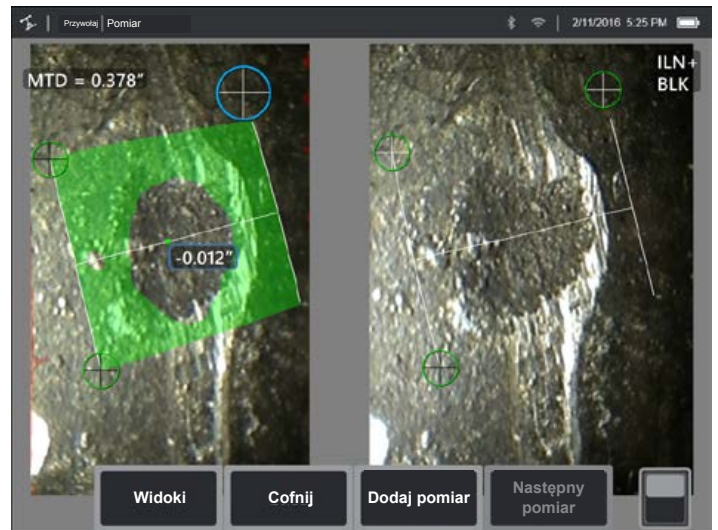 Przywołaj Pomiar 2/11/2016 5:25 PM
MTD = 0.378"
ILN+
BLK
-0.012"
Widoki Cofnij Dodaj pomiar Następny
pomiar